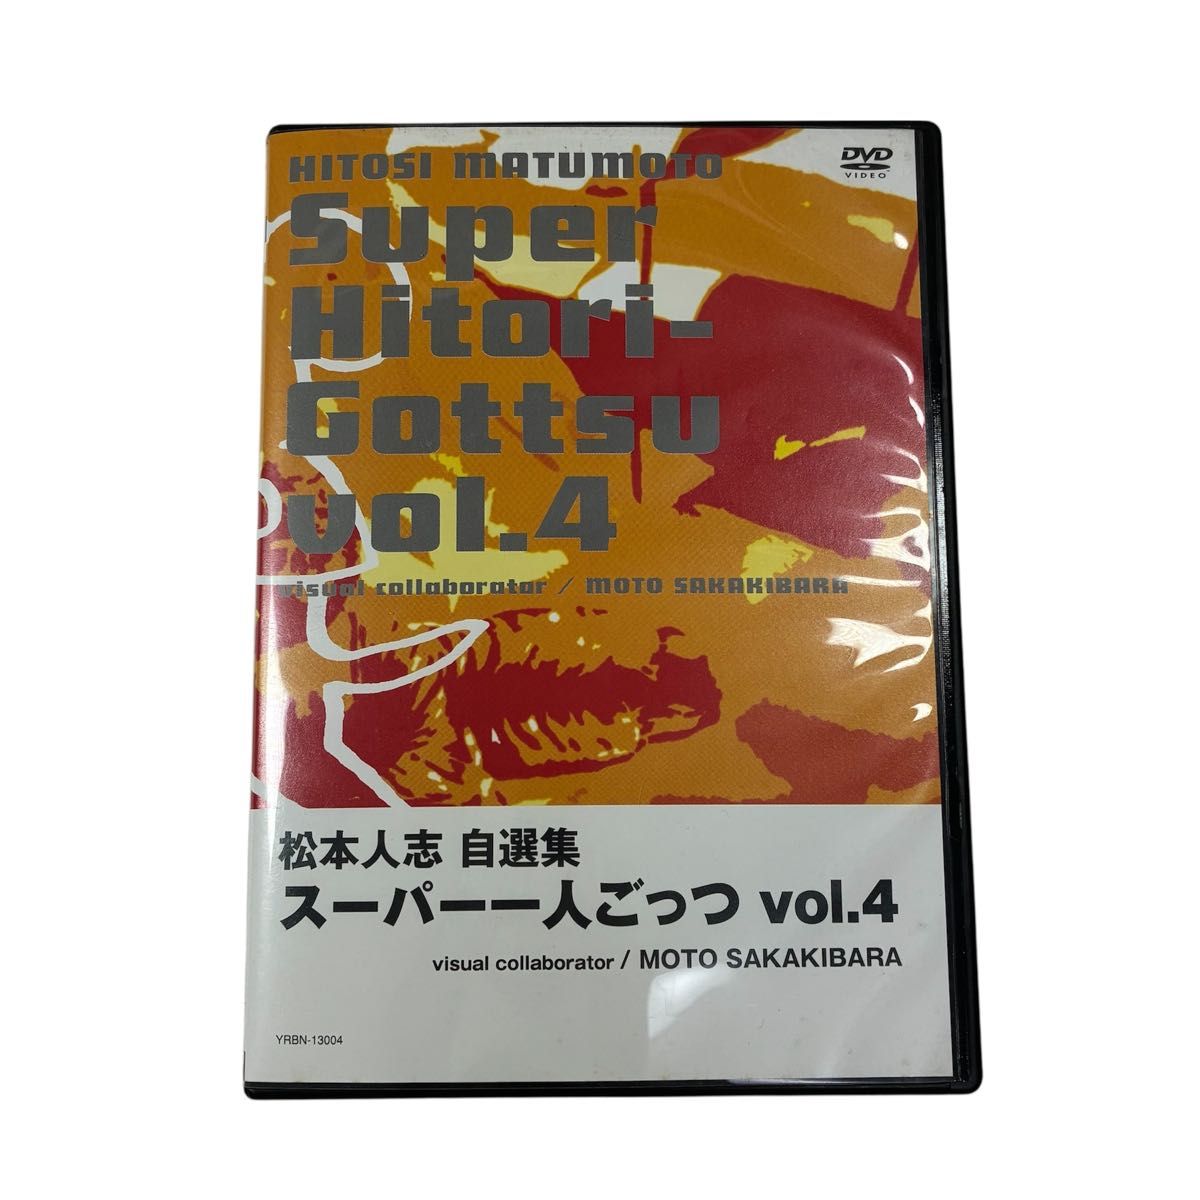 HITOSI MATUMOTO
DVD
VIDEO
Super
Hitori-
Gottsu
vol.4
visual collaborator / MOTO SAKAKIBARA
松本人志 自選集
スーパー一人ごっつ vol.4
visual collaborator / MOTO SAKAKIBARA
YRBN-13004